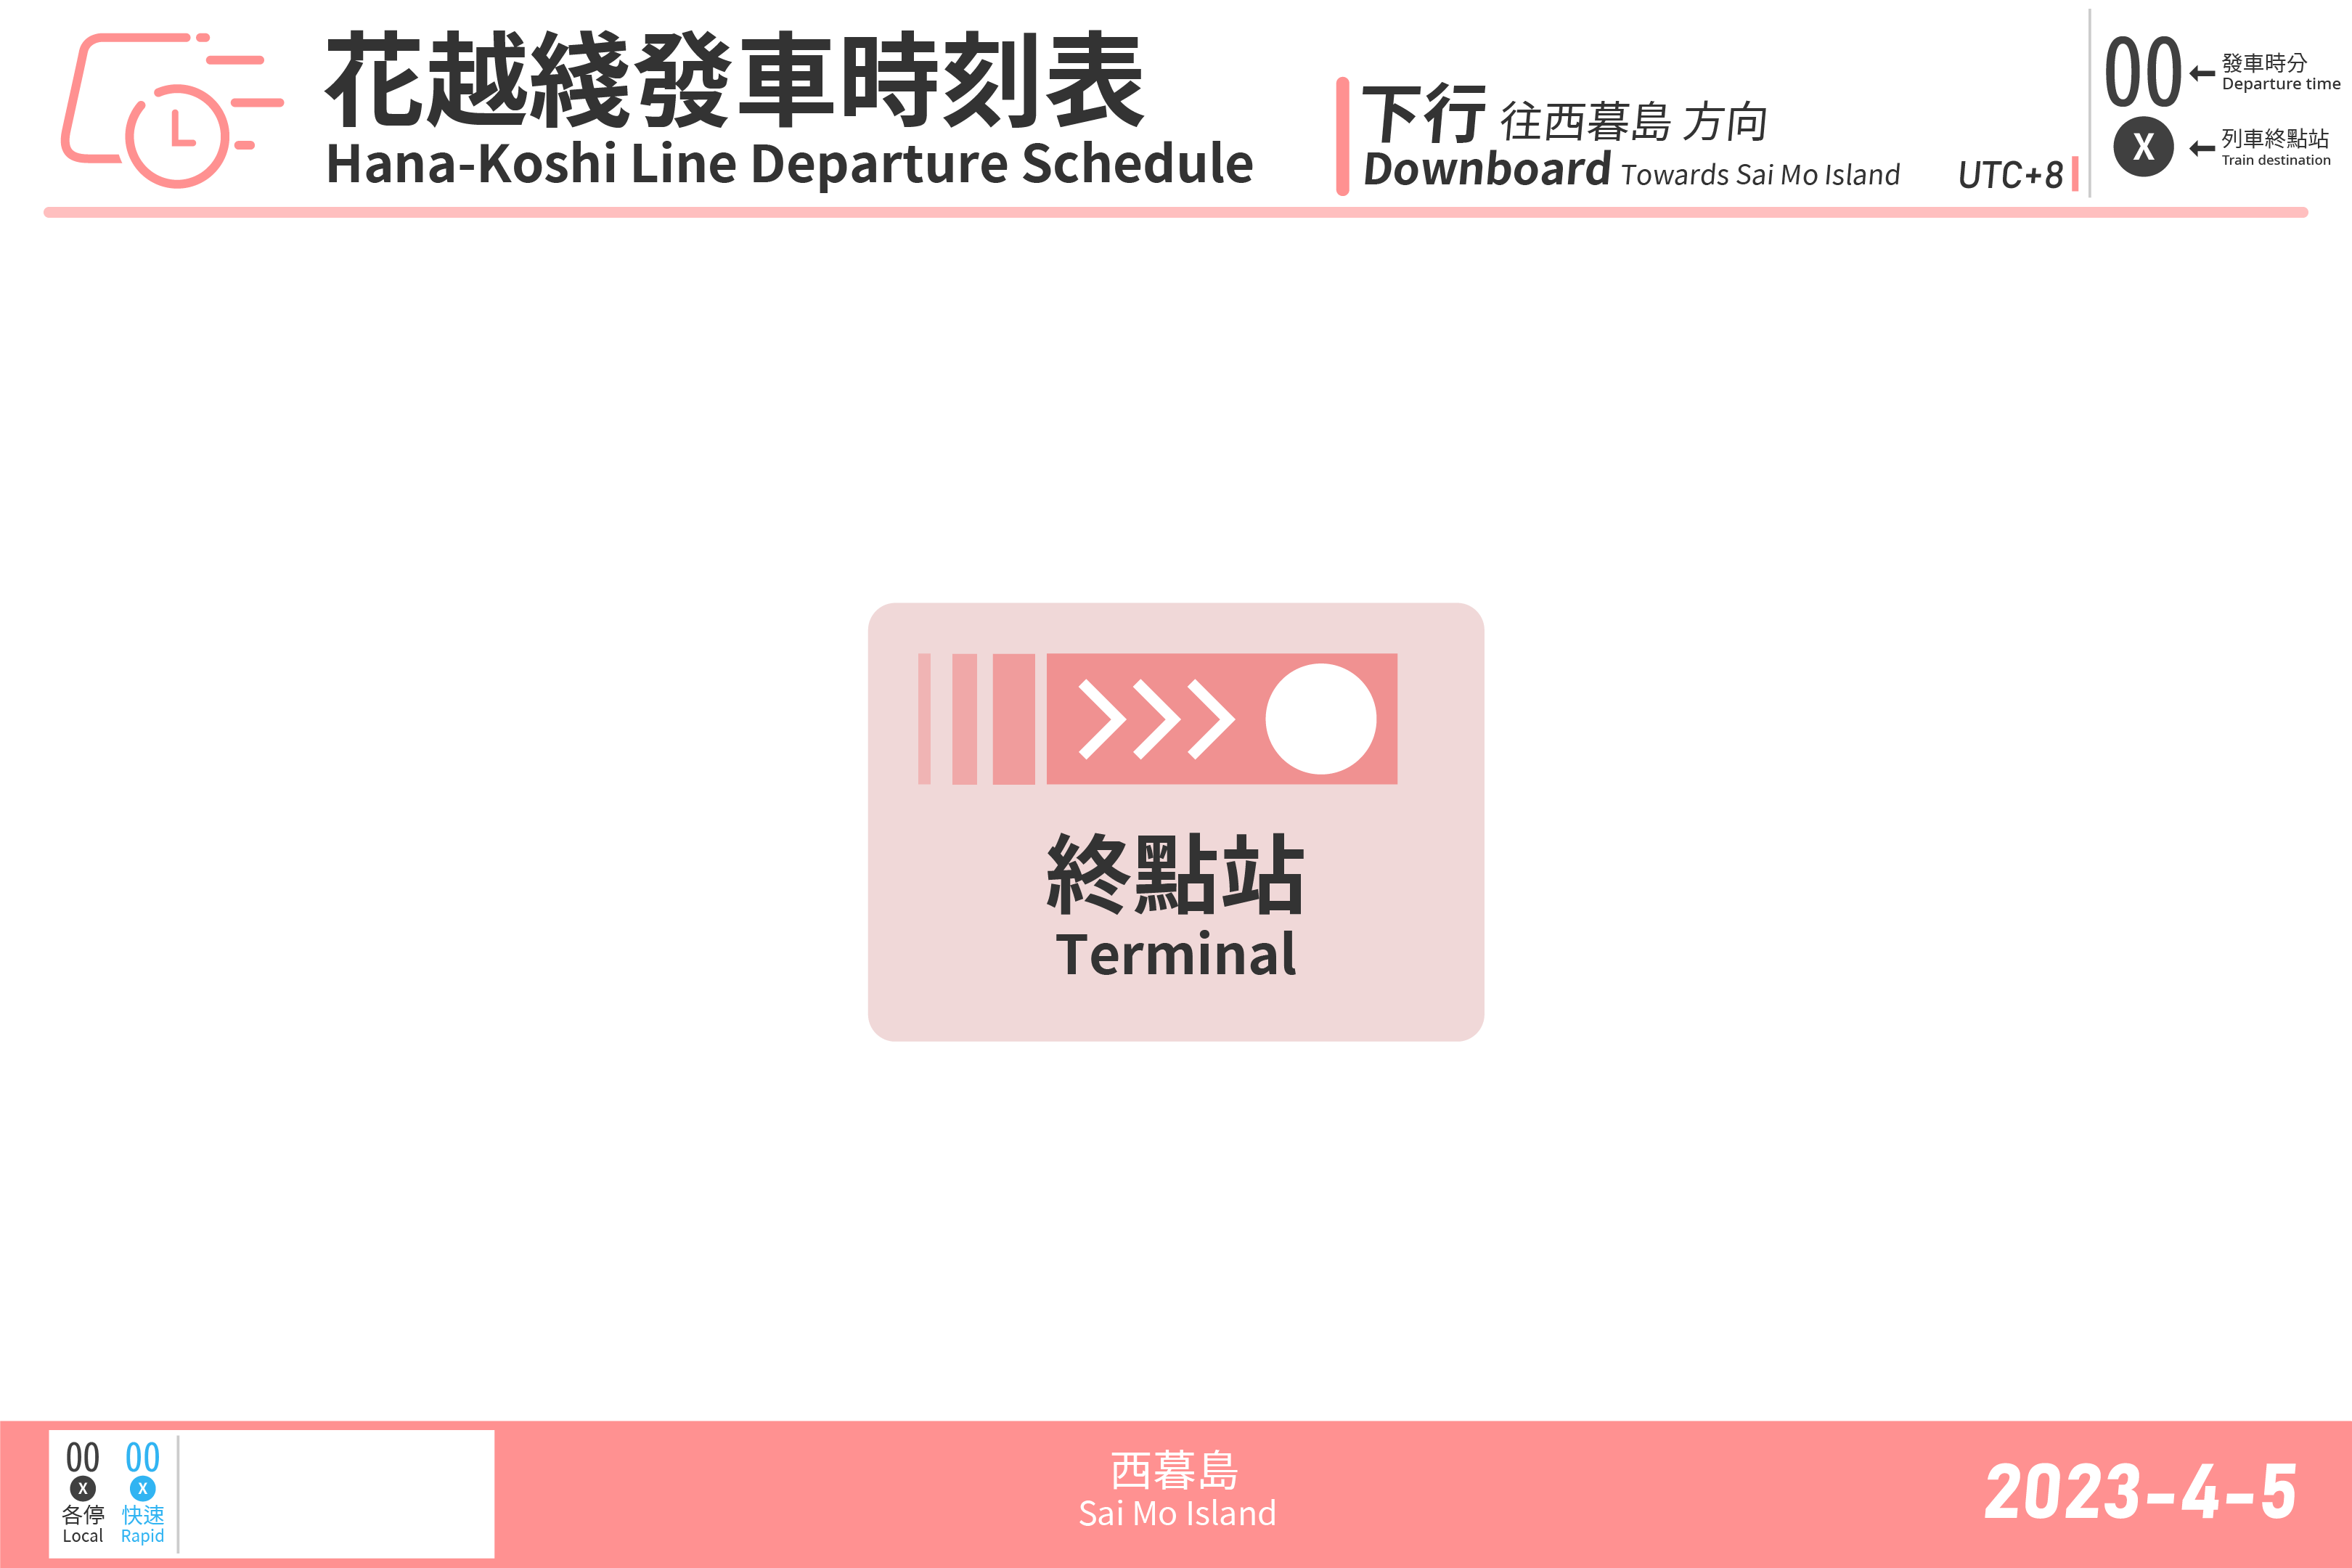 花越綫發車時刻表
Hana-Koshi Line Departure Schedule
下行 往西暮島 方向
Downboard Towards Sai Mo Island
UTC+8
00
發車時分
Departure time
X
列車終點站
Train destination
終點站
Terminal
00 00
X X
各停 快速
Local Rapid
西暮島
Sai Mo Island
2023-4-5